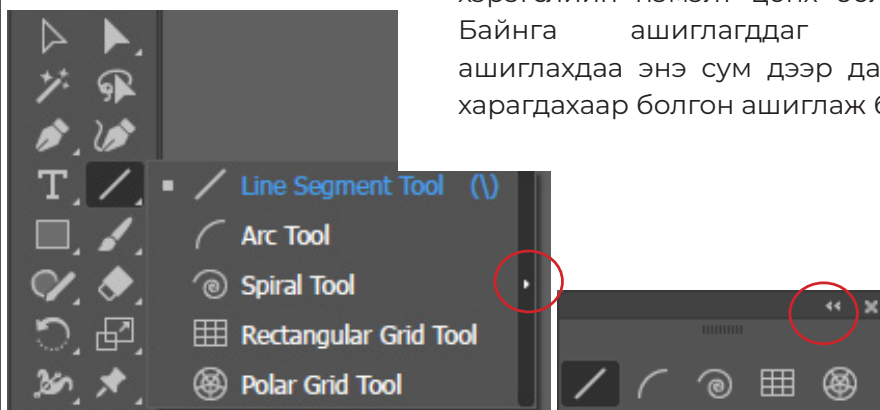 Байнга ашиглагддаг
ашиглахдаа энэ сум дээр
харагдахаар болгон ашиглаж
T
Line Segment Tool (\)
Arc Tool
Spiral Tool
Rectangular Grid Tool
Polar Grid Tool